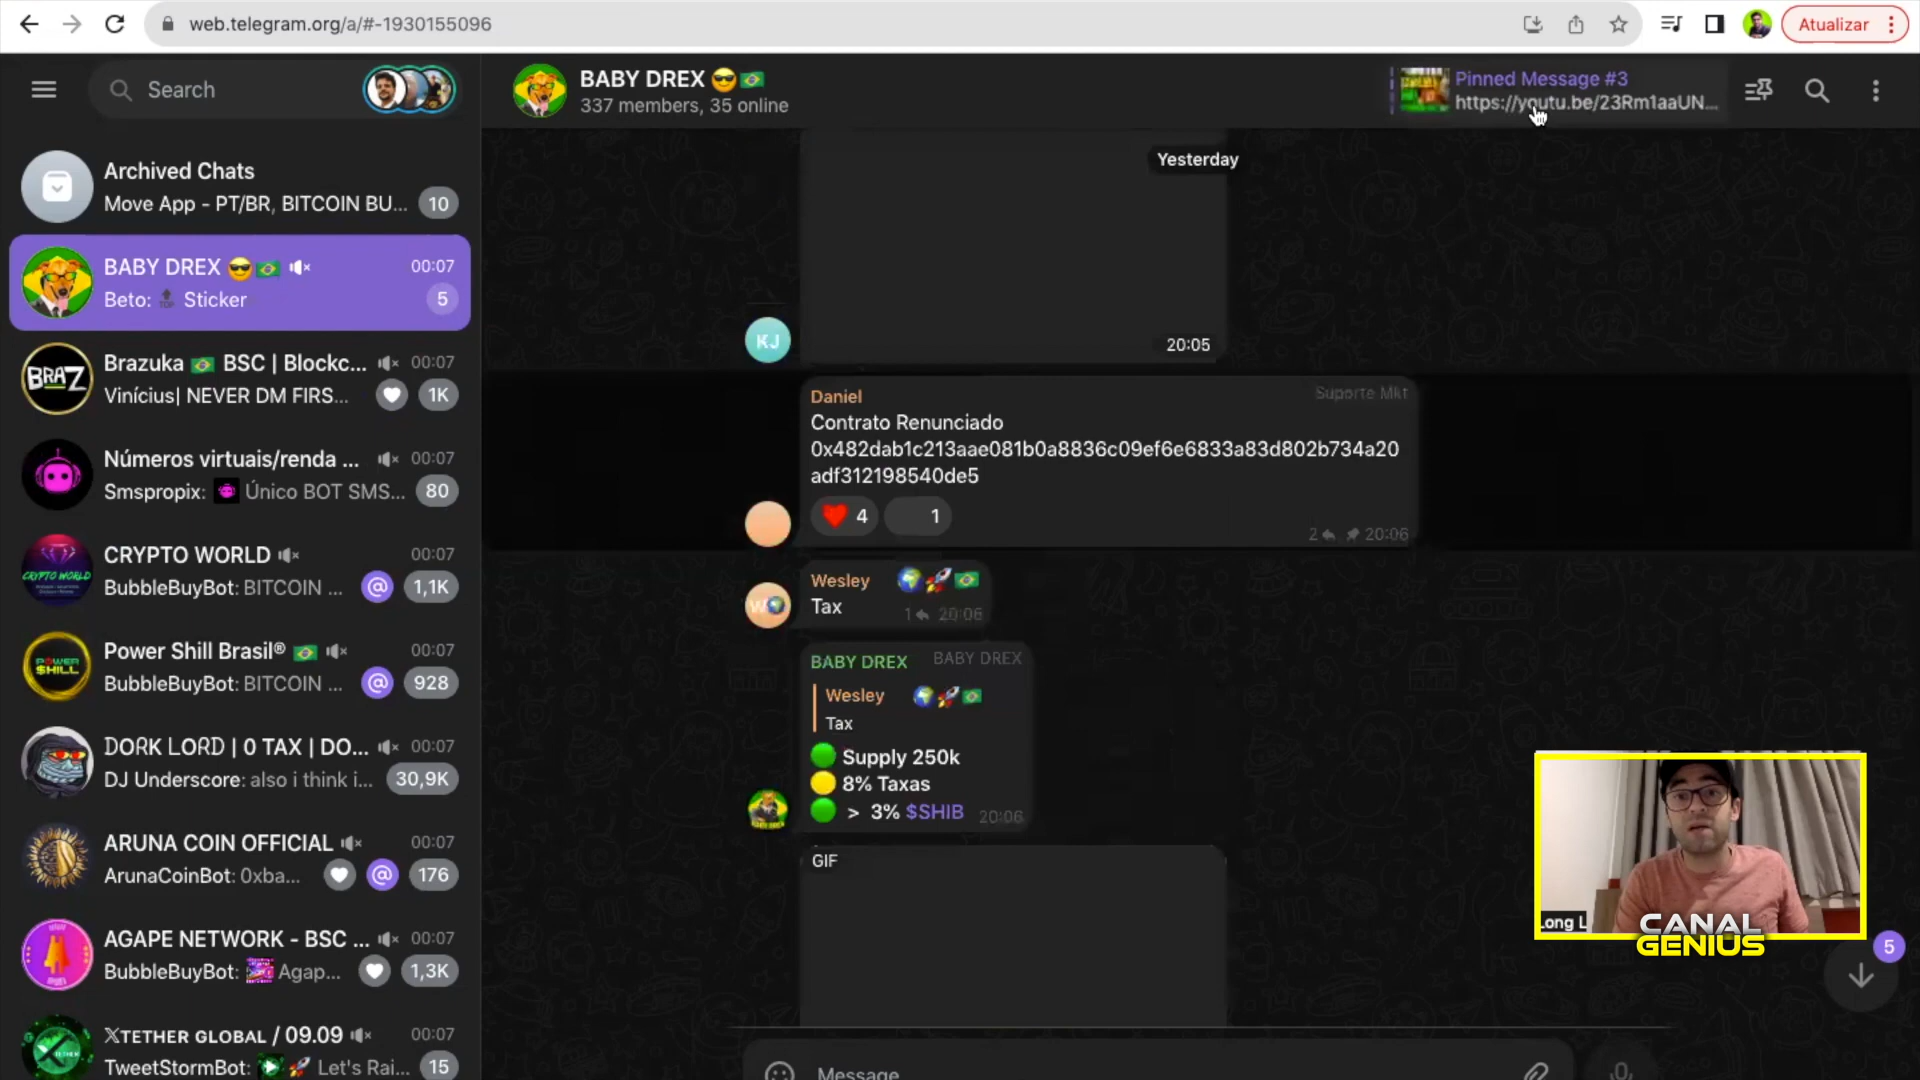 web.telegram.org/a/#-1930155096
Atualizar
Search
BABY DREX 😎🇧🇷
337 members, 35 online
Pinned Message #3
https://youtu.be/23Rm1aaUN...
Archived Chats
Move App - PT/BR, BITCOIN BU...
10
BABY DREX 😎🇧🇷
00:07
Beto: 🔝 Sticker
5
Brazuka 🇧🇷 BSC | Blockc...
00:07
Vinícius| NEVER DM FIRS...
1K
BRAZ
Números virtuais/renda ...
00:07
Smspropix: Único BOT SMS...
80
CRYPTO WORLD
00:07
BubbleBuyBot: BITCOIN ...
@
1,1K
CRYPTO WORLD
Power Shill Brasil® 🇧🇷
00:07
BubbleBuyBot: BITCOIN ...
@
928
POWER
$HILL
DORK LORD | 0 TAX | DO...
00:07
DJ Underscore: also i think i...
30,9K
ARUNA COIN OFFICIAL
00:07
ArunaCoinBot: 0xba...
@
176
AGAPE NETWORK - BSC ...
00:07
BubbleBuyBot: Agap...
1,3K
𝕏TETHER GLOBAL / 09.09
00:07
TweetStormBot: 🚀 Let's Rai...
15
Yesterday
KJ
20:05
Daniel
Suporte Mkt
Contrato Renunciado
0x482dab1c213aae081b0a8836c09ef6e6833a83d802b734a20
adf312198540de5
❤️ 4
1
2
20:06
Wesley 🌍🚀🇧🇷
Tax
1
20:06
BABY DREX
BABY DREX
Wesley 🌍🚀🇧🇷
Tax
🟢 Supply 250k
🟡 8% Taxas
🟢 > 3% $SHIB
20:06
GIF
Message
Long L
CANAL
GENIUS
5